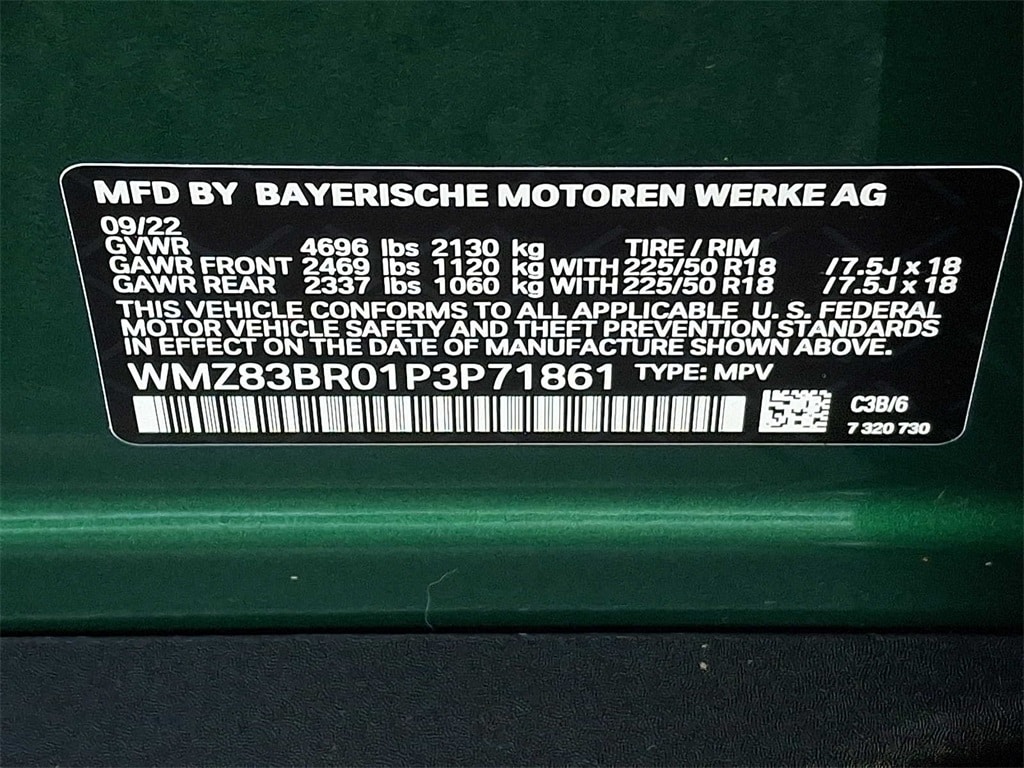 MFD BY BAYERISCHE MOTOREN WERKE AG
09/22
GVWR 4696 lbs 2130 kg TIRE / RIM
GAWR FRONT 2469 lbs 1120 kg WITH 225/50 R18 / 7.5J x 18
GAWR REAR 2337 lbs 1060 kg WITH 225/50 R18 / 7.5J x 18
THIS VEHICLE CONFORMS TO ALL APPLICABLE U. S. FEDERAL
MOTOR VEHICLE SAFETY AND THEFT PREVENTION STANDARDS
IN EFFECT ON THE DATE OF MANUFACTURE SHOWN ABOVE.
WMZ83BR01P3P71861 TYPE: MPV
C3B/6
7 320 730